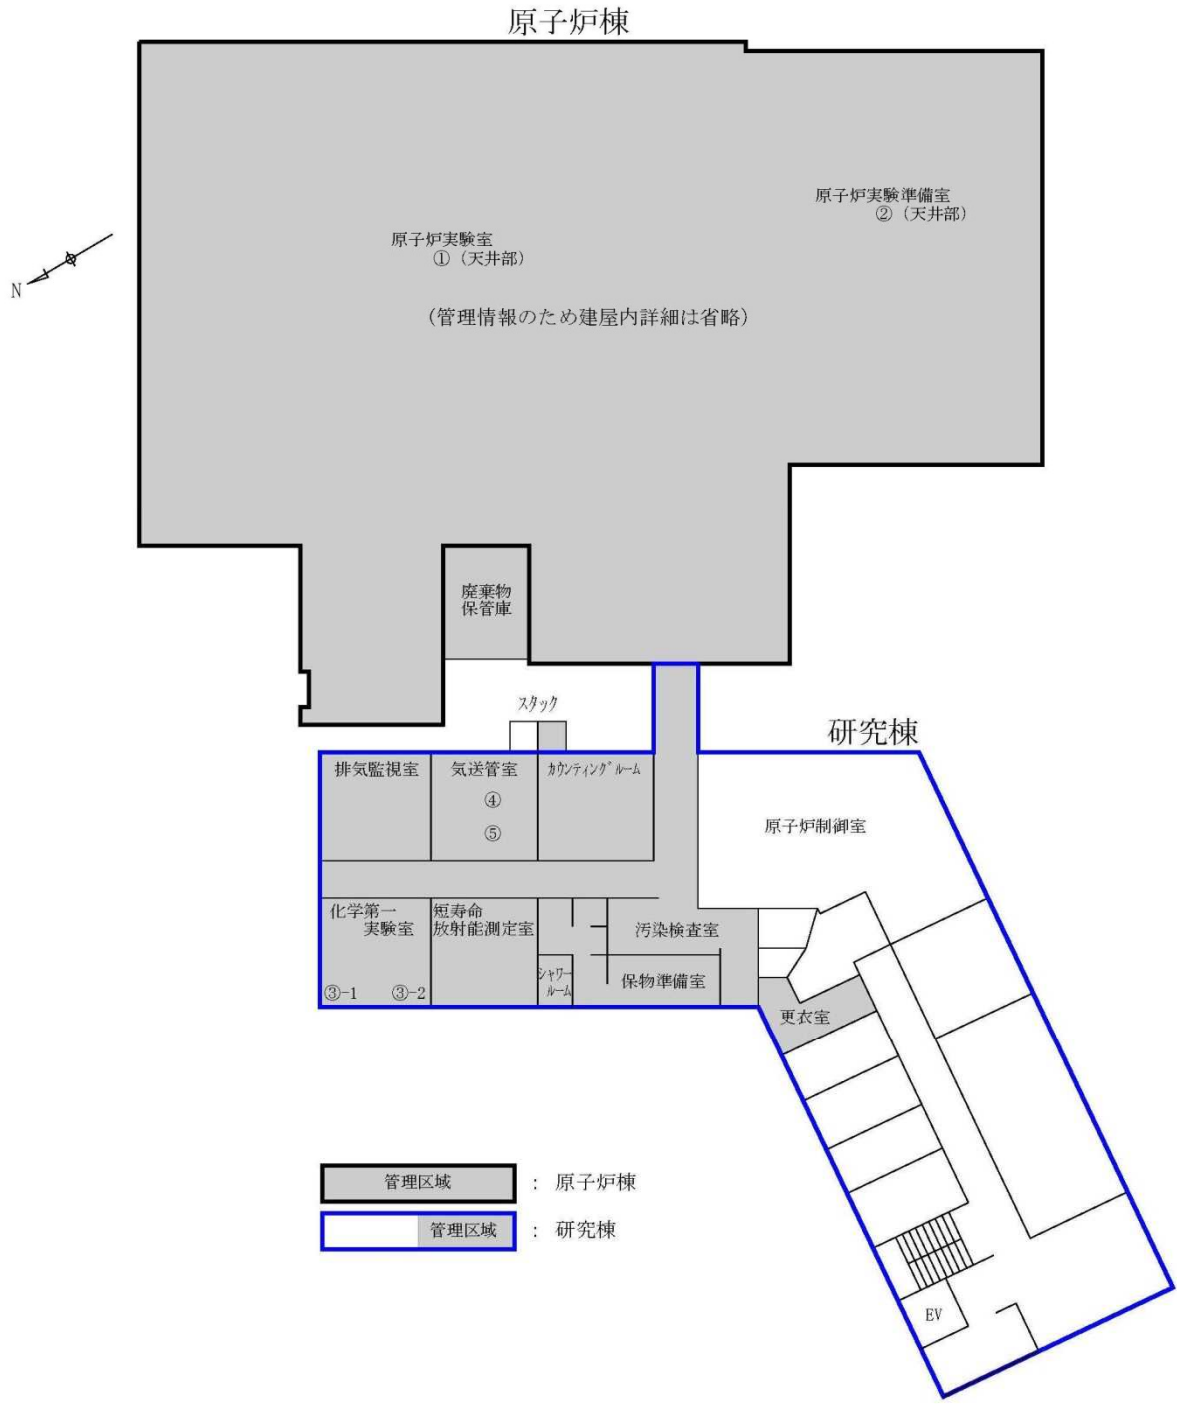 原子炉棟
原子炉実験準備室
②（天井部）
原子炉実験室
①（天井部）
N
（管理情報のため建屋内詳細は省略）
廃棄物
保管庫
スタック
研究棟
排気監視室
気送管室
カウンティングルーム
④
⑤
原子炉制御室
化学第一
実験室
短寿命
放射能測定室
汚染検査室
シャワー
ルーム
保物準備室
③-1
③-2
更衣室
管理区域
： 原子炉棟
管理区域
： 研究棟
EV